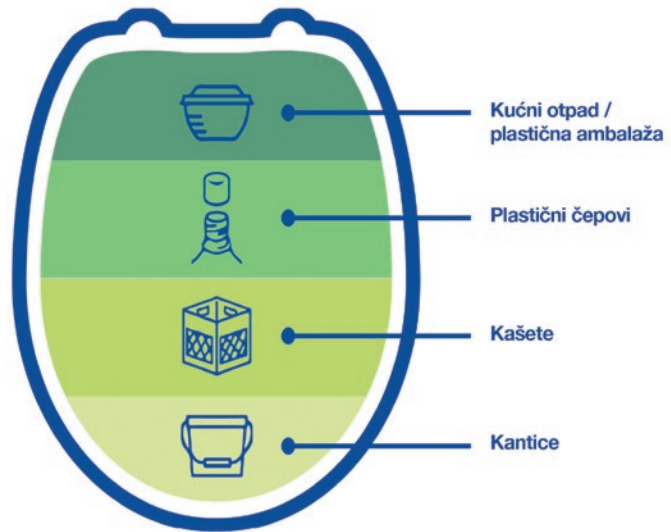 Kućni otpad /
plastična ambalaža
Plastični čepovi
Kašete
Kantice